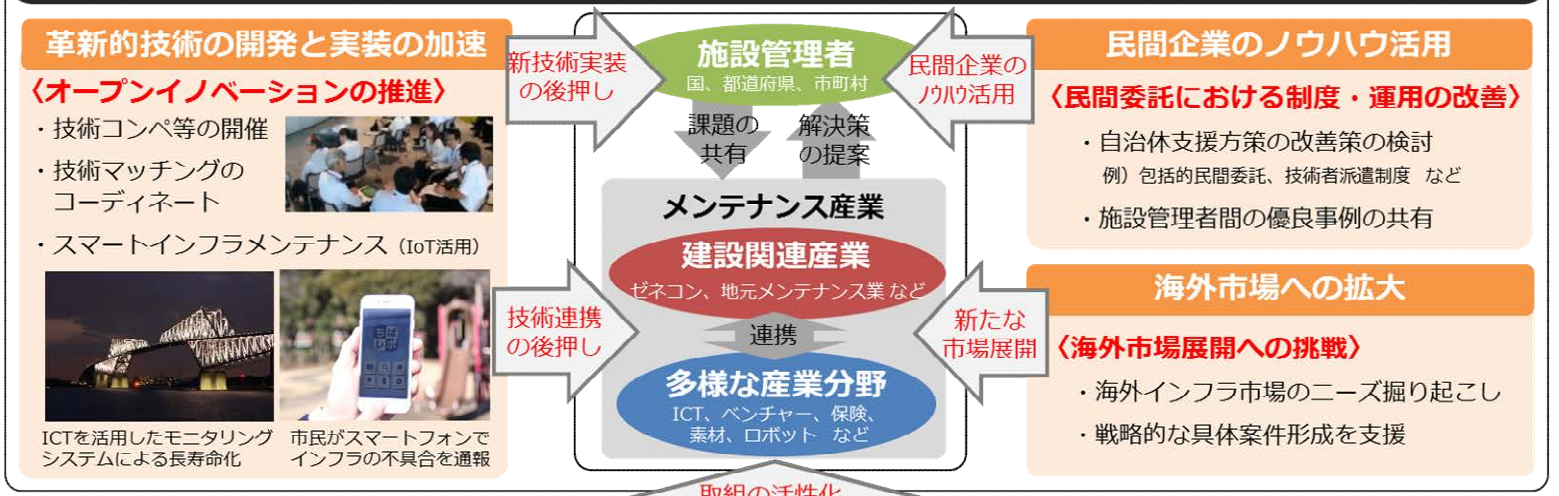 革新的技術の開発と実装の加速
〈オープンイノベーションの推進〉
・技術コンペ等の開催
・技術マッチングの
コーディネート
・スマートインフラメンテナンス（IoT活用）
ICTを活用したモニタリング
システムによる長寿命化
市民がスマートフォンで
インフラの不具合を通報
新技術実装
の後押し
技術連携
の後押し
施設管理者
国、都道府県、市町村
課題の
共有
解決策
の提案
メンテナンス産業
建設関連産業
ゼネコン、地元メンテナンス業 など
連携
多様な産業分野
ICT、ベンチャー、保険、
素材、ロボット など
取組の活性化
民間企業の
ノウハウ活用
新たな
市場展開
民間企業のノウハウ活用
〈民間委託における制度・運用の改善〉
・自治体支援方策の改善策の検討
例）包括的民間委託、技術者派遣制度 など
・施設管理者間の優良事例の共有
海外市場への拡大
〈海外市場展開への挑戦〉
・海外インフラ市場のニーズ掘り起こし
・戦略的な具体案件形成を支援